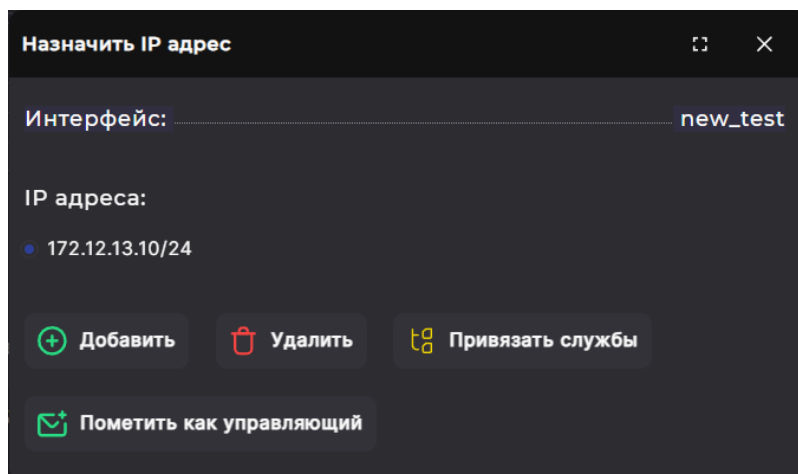 Назначить IP адрес
Интерфейс: new_test
IP адреса:
172.12.13.10/24
Добавить Удалить Привязать службы
Пометить как управляющий